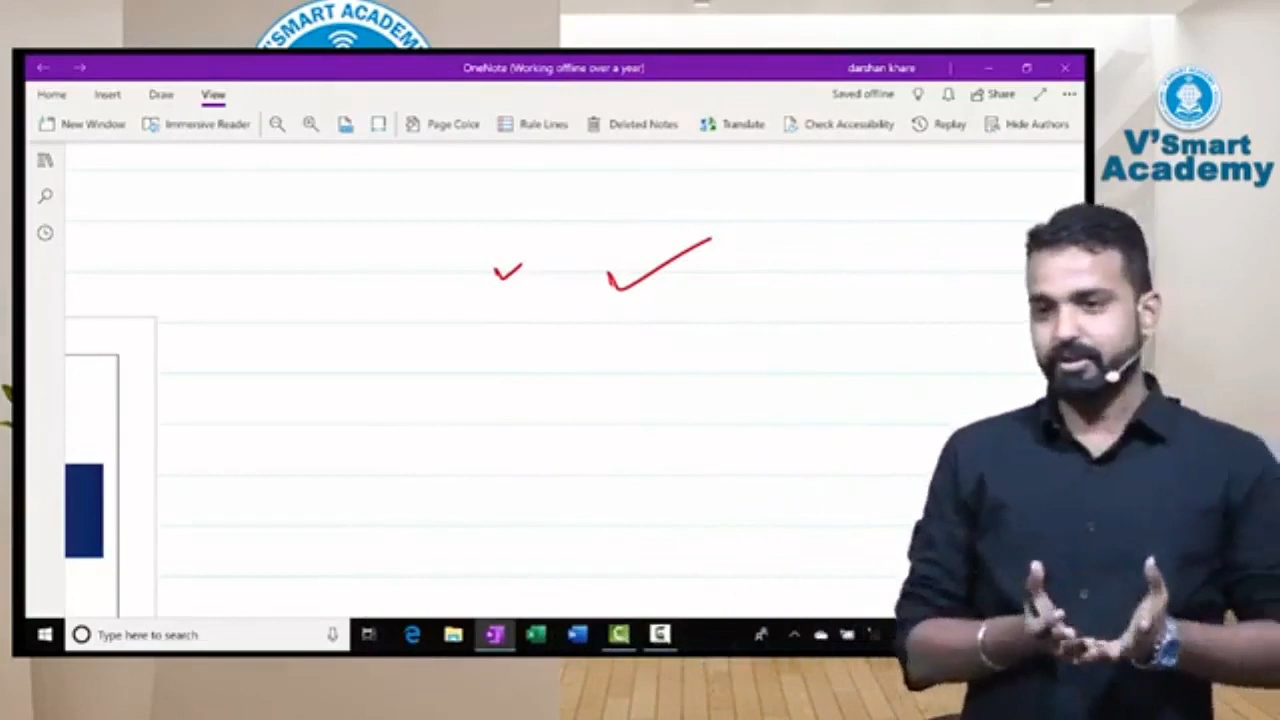 V'SMART ACADEMY
OneNote (Working offline over a year)
darshan khare
Home Insert Draw View
Saved offline
Share
New Window Immersive Reader Page Color Rule Lines Deleted Notes Translate Check Accessibility Replay Hide Authors
V'Smart
Academy
Type here to search